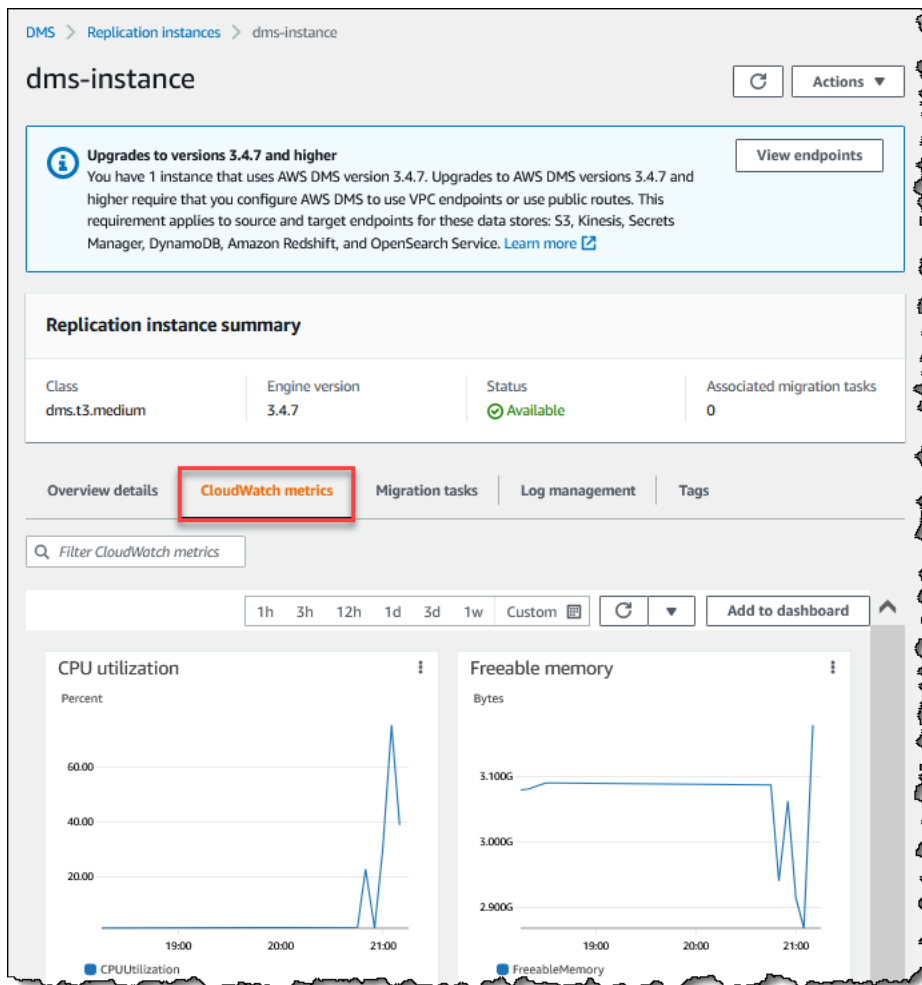 DMS > Replication instances > dms-instance
dms-instance
Actions
Upgrades to versions 3.4.7 and higher
View endpoints
You have 1 instance that uses AWS DMS version 3.4.7. Upgrades to AWS DMS versions 3.4.7 and
higher require that you configure AWS DMS to use VPC endpoints or use public routes. This
requirement applies to source and target endpoints for these data stores: S3, Kinesis, Secrets
Manager, DynamoDB, Amazon Redshift, and OpenSearch Service. Learn more
Replication instance summary
Class
dms.t3.medium
Engine version
3.4.7
Status
Available
Associated migration tasks
0
Overview details
CloudWatch metrics
Migration tasks
Log management
Tags
Filter CloudWatch metrics
1h 3h 12h 1d 3d 1w Custom
Add to dashboard
CPU utilization
Percent
60.00
40.00
20.00
19:00 20:00 21:00
CPUUtilization
Freeable memory
Bytes
3.100G
3.000G
2.900G
19:00 20:00 21:00
FreeableMemory